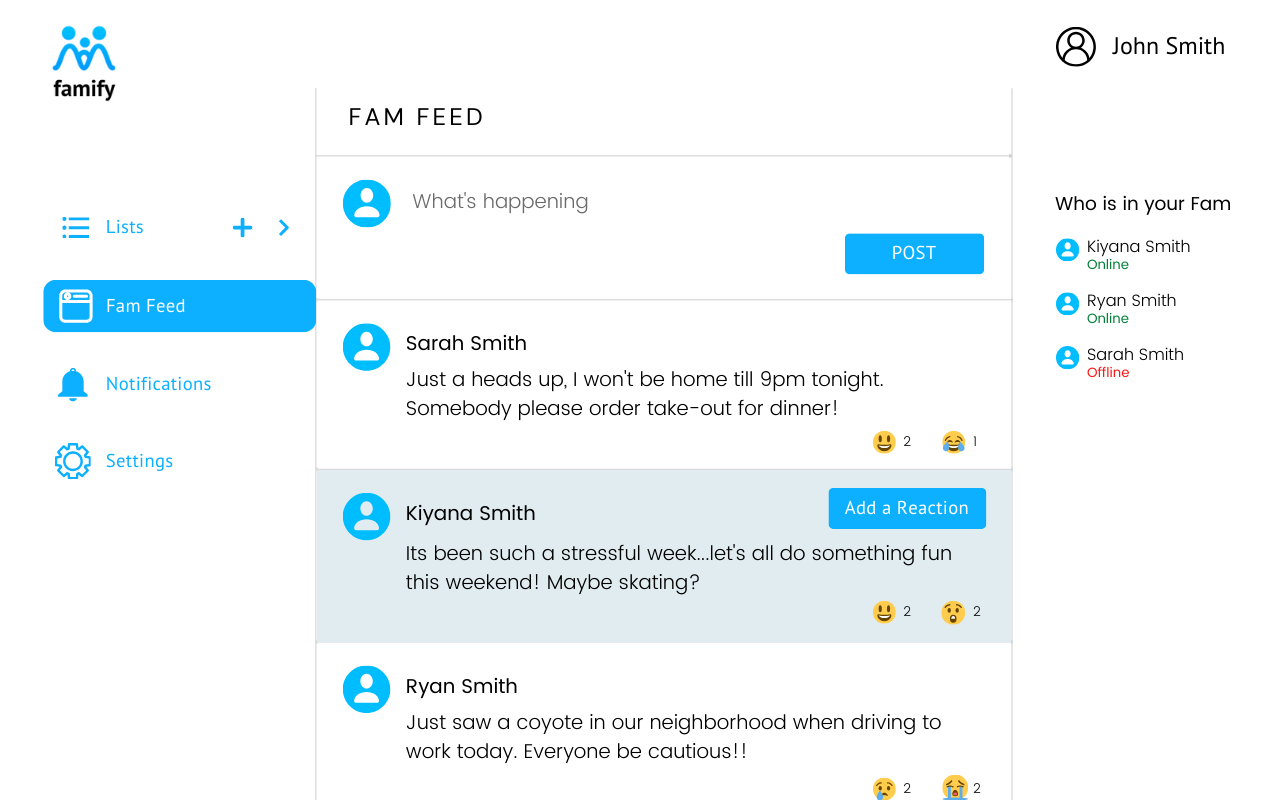 famify
John Smith
FAM FEED
Lists
Fam Feed
Notifications
Settings
What's happening
POST
Sarah Smith
Just a heads up, I won't be home till 9pm tonight.
Somebody please order take-out for dinner!
😃 2 😂 1
Kiyana Smith
Add a Reaction
Its been such a stressful week...let's all do something fun
this weekend! Maybe skating?
😃 2 😲 2
Ryan Smith
Just saw a coyote in our neighborhood when driving to
work today. Everyone be cautious!!
😢 2 😭 2
Who is in your Fam
Kiyana Smith
Online
Ryan Smith
Online
Sarah Smith
Offline